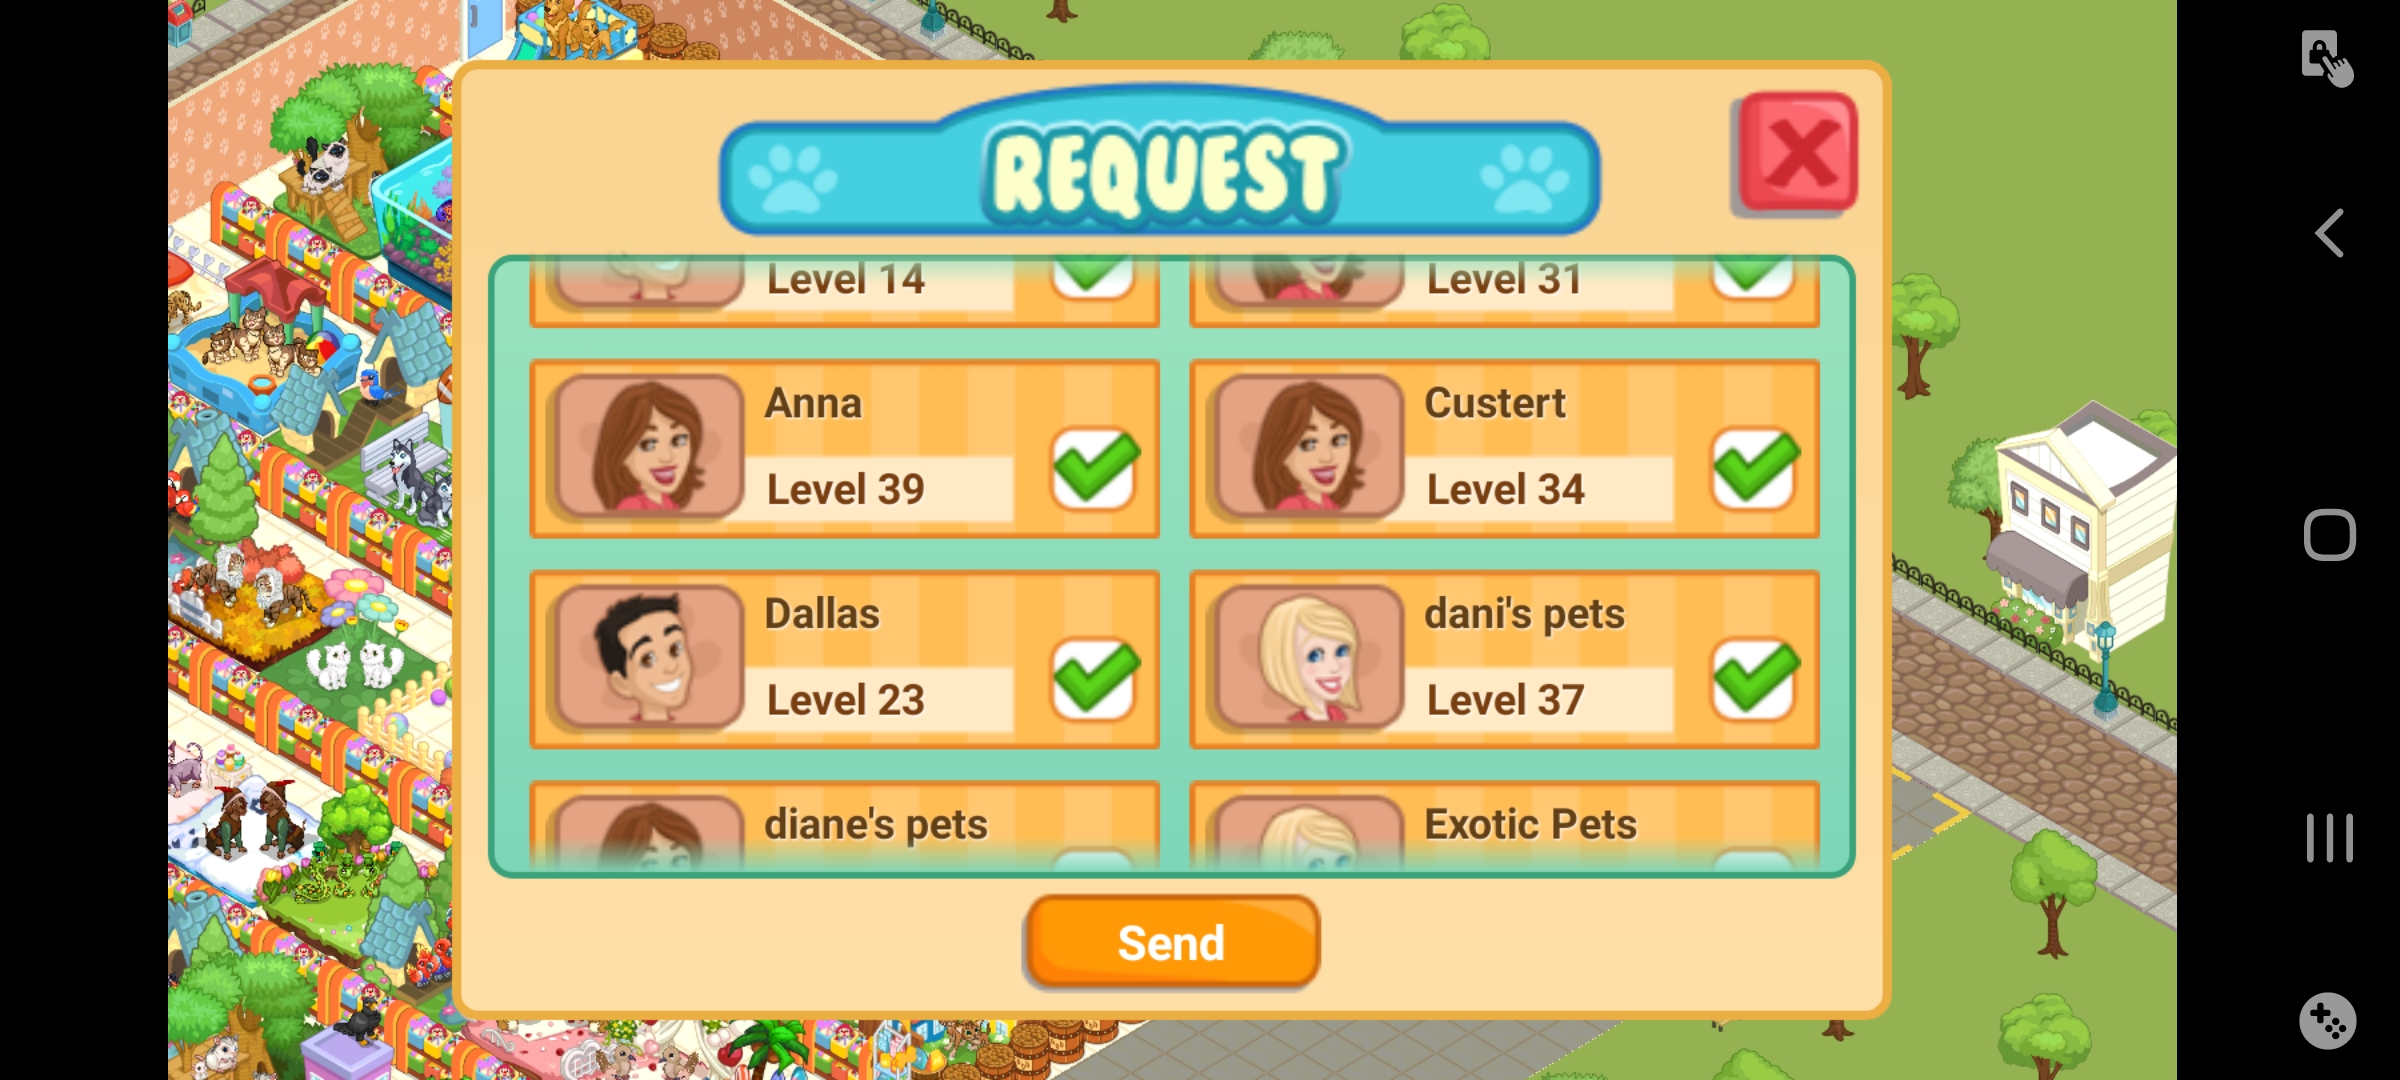 REQUEST
Level 14
Level 31
Anna
Level 39
Custert
Level 34
Dallas
Level 23
dani's pets
Level 37
diane's pets
Exotic Pets
Send